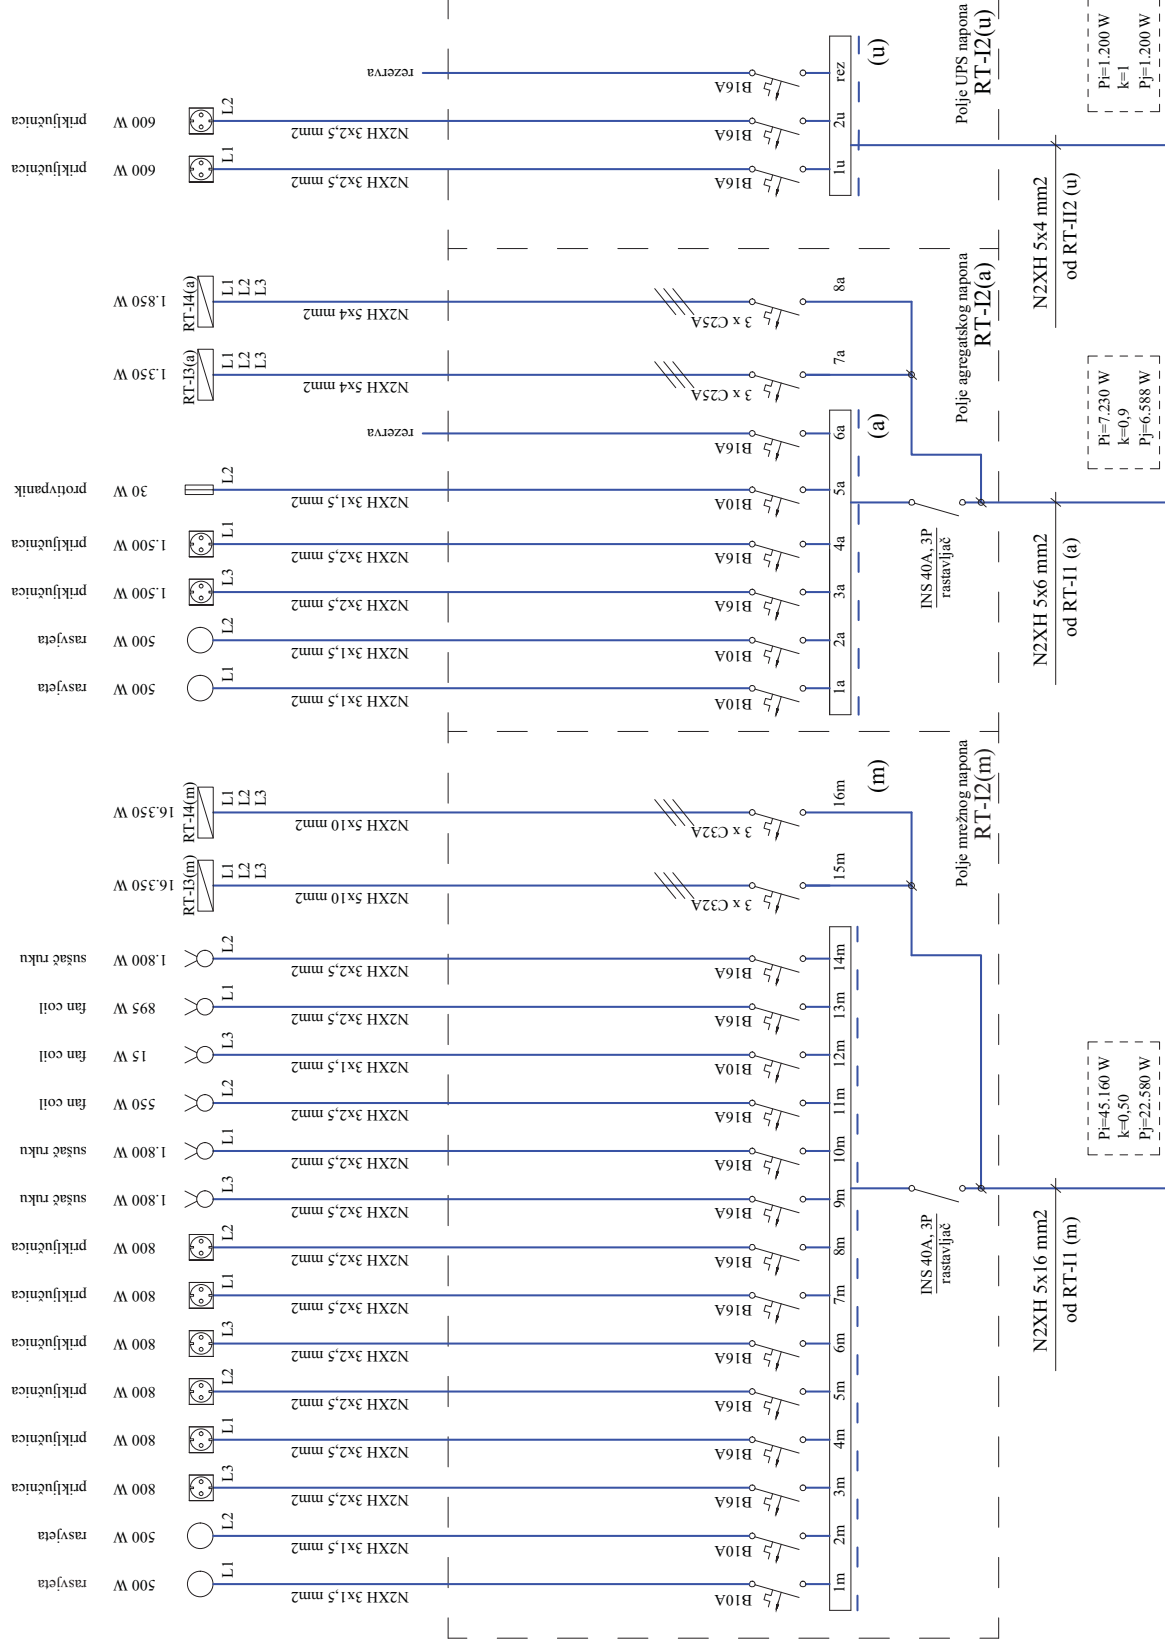 rezerva
B16A
rez
priključnica
600 W
L2
N2XH 3x2,5 mm2
B16A
2u
priključnica
600 W
L1
N2XH 3x2,5 mm2
B16A
1u
(u)
Polje UPS napona
RT-I2(u)
N2XH 5x4 mm2
od RT-II2 (u)
Pi=1.200 W
k=1
Pj=1.200 W
1.850 W
RT-I4(a)
L1
L2
L3
N2XH 5x4 mm2
3 x C25A
8a
1.350 W
RT-I3(a)
L1
L2
L3
N2XH 5x4 mm2
3 x C25A
7a
rezerva
B16A
6a
protivpanik
30 W
L2
N2XH 3x1,5 mm2
B10A
5a
priključnica
1.500 W
L1
N2XH 3x2,5 mm2
B16A
4a
priključnica
1.500 W
L3
N2XH 3x2,5 mm2
B16A
3a
rasvjeta
500 W
L2
N2XH 3x1,5 mm2
B10A
2a
rasvjeta
500 W
L1
N2XH 3x1,5 mm2
B10A
1a
(a)
Polje agregatskog napona
RT-I2(a)
INS 40A, 3P
rastavljač
N2XH 5x6 mm2
od RT-I1 (a)
Pi=7.230 W
k=0,9
Pj=6.588 W
16.350 W
RT-I4(m)
L1
L2
L3
N2XH 5x10 mm2
3 x C32A
16m
16.350 W
RT-I3(m)
L1
L2
L3
N2XH 5x10 mm2
3 x C32A
15m
sušač ruku
1.800 W
L2
N2XH 3x2,5 mm2
B16A
14m
fan coil
895 W
L1
N2XH 3x2,5 mm2
B16A
13m
fan coil
15 W
L3
N2XH 3x1,5 mm2
B10A
12m
fan coil
550 W
L2
N2XH 3x2,5 mm2
B16A
11m
sušač ruku
1.800 W
L1
N2XH 3x2,5 mm2
B16A
10m
sušač ruku
1.800 W
L3
N2XH 3x2,5 mm2
B16A
9m
priključnica
800 W
L2
N2XH 3x2,5 mm2
B16A
8m
priključnica
800 W
L1
N2XH 3x2,5 mm2
B16A
7m
priključnica
800 W
L3
N2XH 3x2,5 mm2
B16A
6m
priključnica
800 W
L2
N2XH 3x2,5 mm2
B16A
5m
priključnica
800 W
L1
N2XH 3x2,5 mm2
B16A
4m
priključnica
800 W
L3
N2XH 3x2,5 mm2
B16A
3m
rasvjeta
500 W
L2
N2XH 3x1,5 mm2
B10A
2m
rasvjeta
500 W
L1
N2XH 3x1,5 mm2
B10A
1m
(m)
Polje mrežnog napona
RT-I2(m)
INS 40A, 3P
rastavljač
N2XH 5x16 mm2
od RT-I1 (m)
Pi=45.160 W
k=0,50
Pj=22.580 W